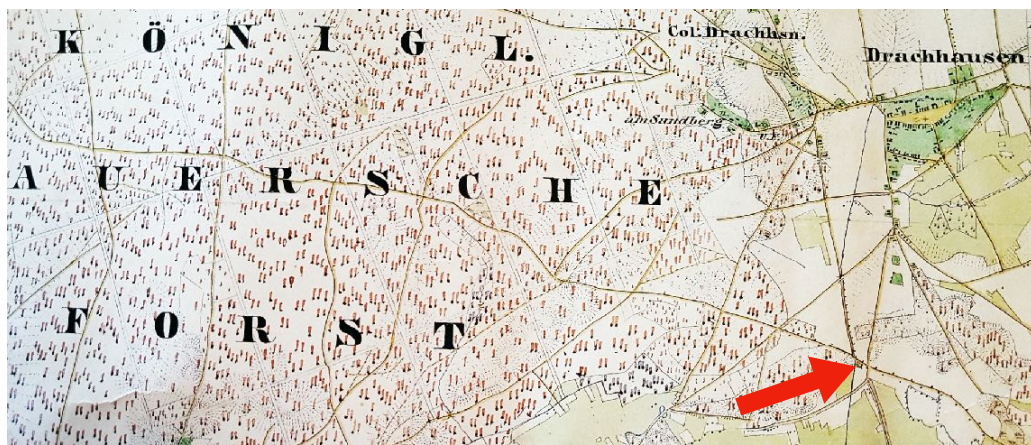 KÖNIGL.
Col. Drachhsn.
Drachhausen
am Sandberg
AUERSCHE
FORST